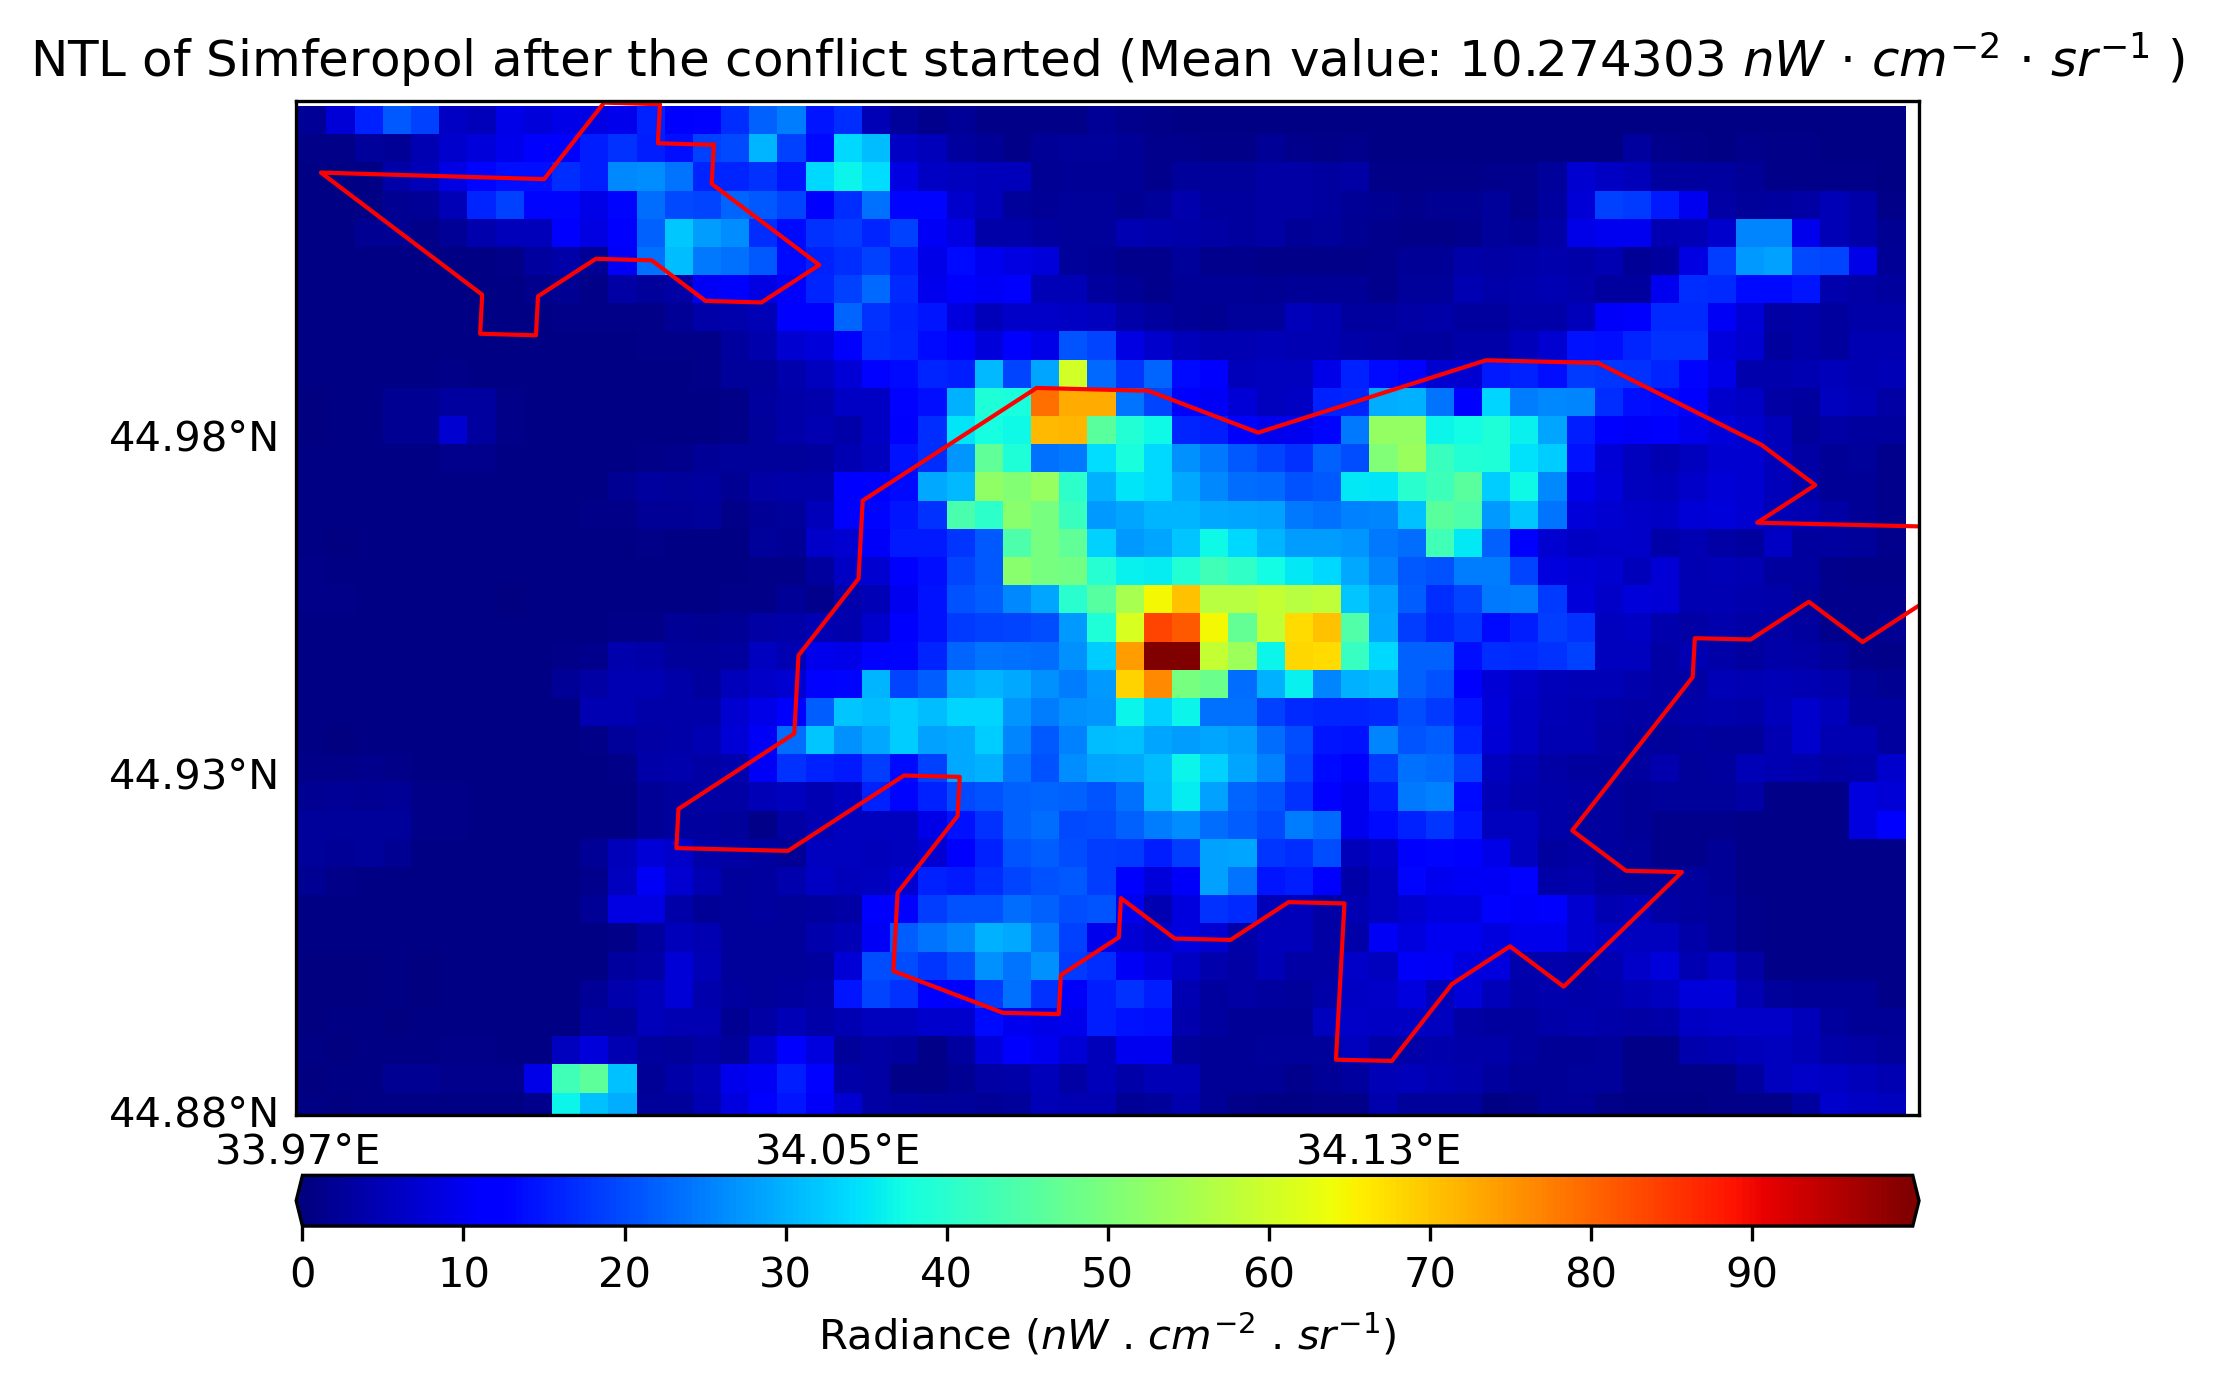 NTL of Simferopol after the conflict started (Mean value: 10.274303 nW · cm⁻² · sr⁻¹ )
44.98°N
44.93°N
44.88°N
33.97°E 34.05°E 34.13°E
0 10 20 30 40 50 60 70 80 90
Radiance (nW . cm⁻² . sr⁻¹)